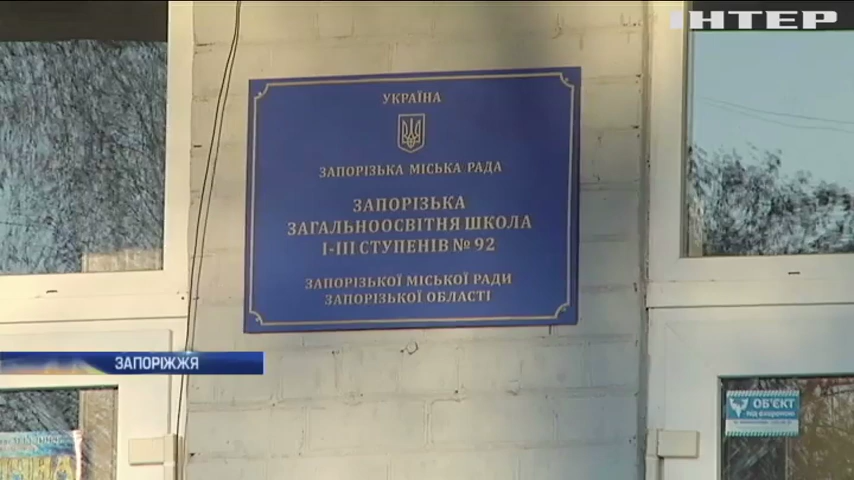 ІНТЕР
УКРАЇНА
ЗАПОРІЗЬКА МІСЬКА РАДА
ЗАПОРІЗЬКА
ЗАГАЛЬНООСВІТНЯ ШКОЛА
І-ІІІ СТУПЕНІВ № 92
ЗАПОРІЗЬКОЇ МІСЬКОЇ РАДИ
ЗАПОРІЗЬКОЇ ОБЛАСТІ
ЗАПОРІЖЖЯ
ОБ'ЄКТ
під охороною